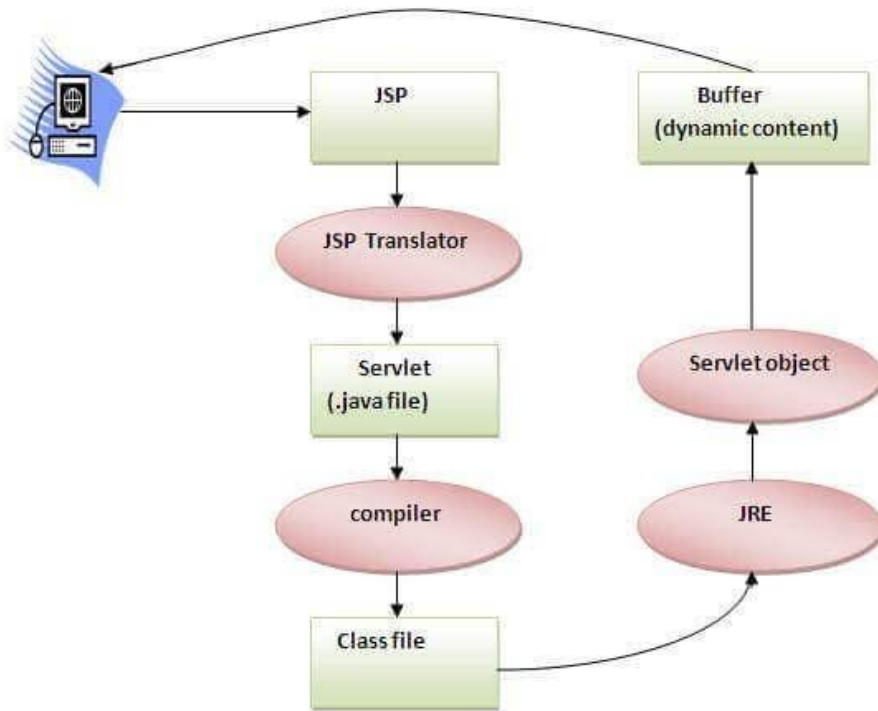 JSP
Buffer
(dynamic content)
JSP Translator
Servlet
(.java file)
Servlet object
compiler
JRE
Class file